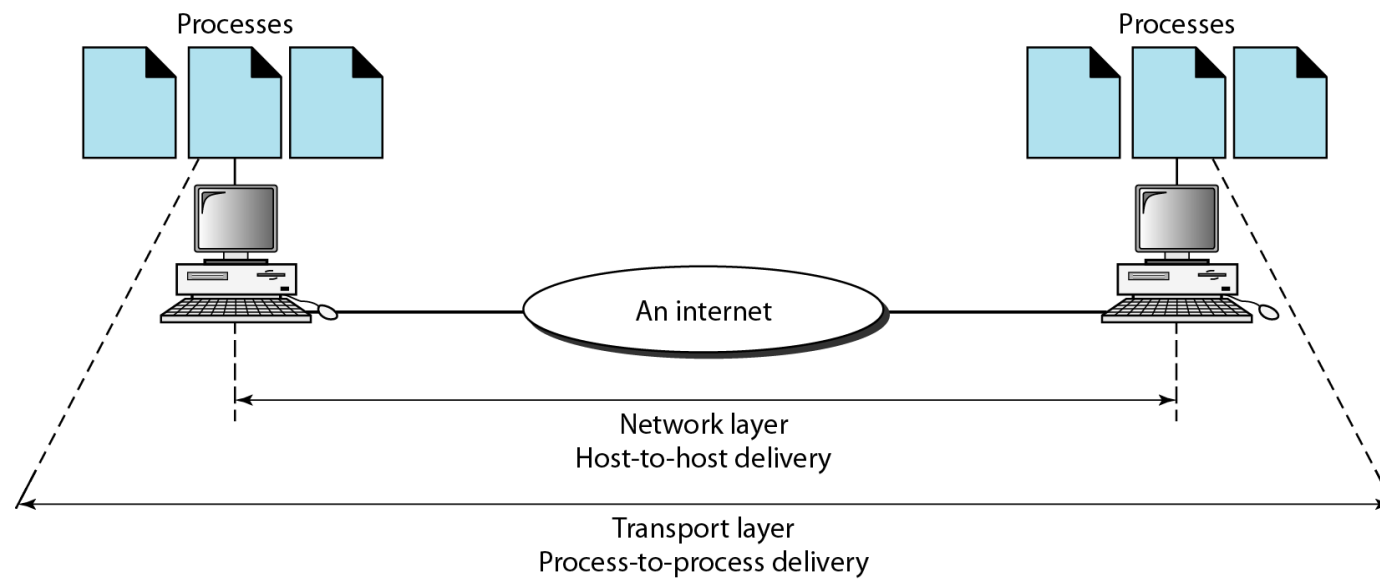 Processes
Processes
An internet
Network layer
Host-to-host delivery
Transport layer
Process-to-process delivery